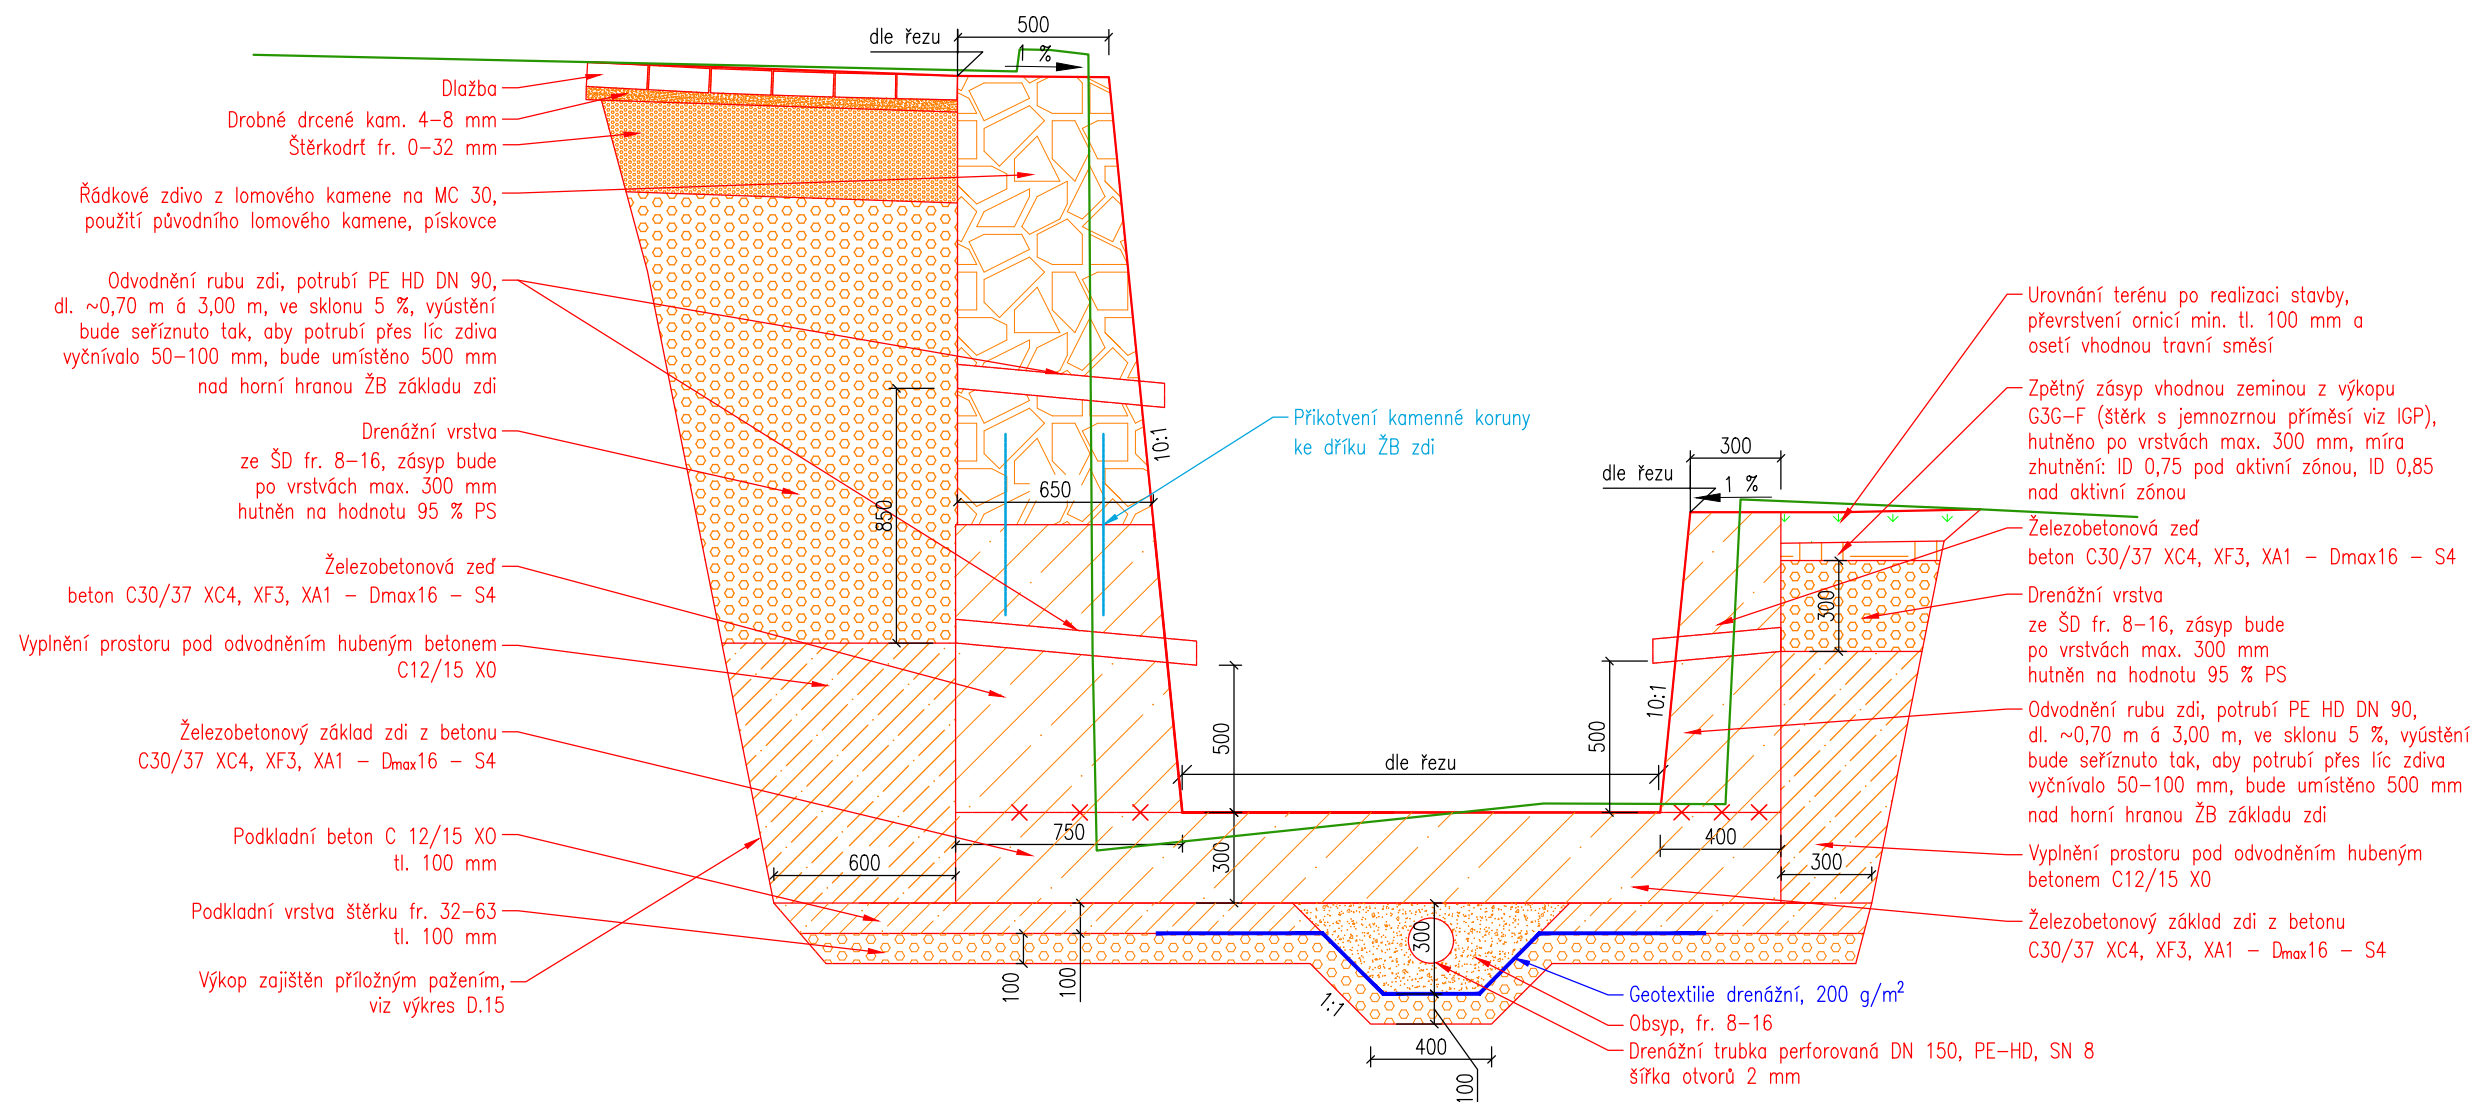 500
dle řezu
1 %
Dlažba
Drobné drcené kam. 4–8 mm
Štěrkodrť fr. 0–32 mm
Řádkové zdivo z lomového kamene na MC 30,
použití původního lomového kamene, pískovce
Odvodnění rubu zdi, potrubí PE HD DN 90,
dl. ~0,70 m á 3,00 m, ve sklonu 5 %, vyústění
bude seříznuto tak, aby potrubí přes líc zdiva
vyčnívalo 50–100 mm, bude umístěno 500 mm
nad horní hranou ŽB základu zdi
Drenážní vrstva
ze ŠD fr. 8–16, zásyp bude
po vrstvách max. 300 mm
hutněn na hodnotu 95 % PS
Železobetonová zeď
beton C30/37 XC4, XF3, XA1 – Dmax16 – S4
Vyplnění prostoru pod odvodněním hubeným betonem
C12/15 X0
Železobetonový základ zdi z betonu
C30/37 XC4, XF3, XA1 – Dmax16 – S4
Podkladní beton C 12/15 X0
tl. 100 mm
Podkladní vrstva štěrku fr. 32–63
tl. 100 mm
Výkop zajištěn příložným pažením,
viz výkres D.15
850
650
10:1
Přikotvení kamenné koruny
ke dříku ŽB zdi
500
750
300
600
100
100
dle řezu
300
dle řezu
1 %
300
500
10:1
400
300
300
1:1
400
100
Urovnání terénu po realizaci stavby,
převrstvení ornicí min. tl. 100 mm a
osetí vhodnou travní směsí
Zpětný zásyp vhodnou zeminou z výkopu
G3G–F (štěrk s jemnozrnou příměsí viz IGP),
hutněno po vrstvách max. 300 mm, míra
zhutnění: ID 0,75 pod aktivní zónou, ID 0,85
nad aktivní zónou
Železobetonová zeď
beton C30/37 XC4, XF3, XA1 – Dmax16 – S4
Drenážní vrstva
ze ŠD fr. 8–16, zásyp bude
po vrstvách max. 300 mm
hutněn na hodnotu 95 % PS
Odvodnění rubu zdi, potrubí PE HD DN 90,
dl. ~0,70 m á 3,00 m, ve sklonu 5 %, vyústění
bude seříznuto tak, aby potrubí přes líc zdiva
vyčnívalo 50–100 mm, bude umístěno 500 mm
nad horní hranou ŽB základu zdi
Vyplnění prostoru pod odvodněním hubeným
betonem C12/15 X0
Železobetonový základ zdi z betonu
C30/37 XC4, XF3, XA1 – Dmax16 – S4
Geotextilie drenážní, 200 g/m²
Obsyp, fr. 8–16
Drenážní trubka perforovaná DN 150, PE–HD, SN 8
šířka otvorů 2 mm